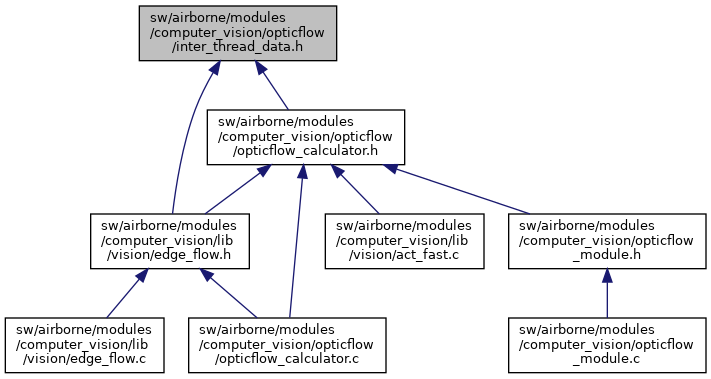 sw/airborne/modules
/computer_vision/opticflow
/inter_thread_data.h
sw/airborne/modules
/computer_vision/opticflow
/opticflow_calculator.h
sw/airborne/modules
/computer_vision/lib
/vision/edge_flow.h
sw/airborne/modules
/computer_vision/lib
/vision/act_fast.c
sw/airborne/modules
/computer_vision/opticflow
_module.h
sw/airborne/modules
/computer_vision/lib
/vision/edge_flow.c
sw/airborne/modules
/computer_vision/opticflow
/opticflow_calculator.c
sw/airborne/modules
/computer_vision/opticflow
_module.c